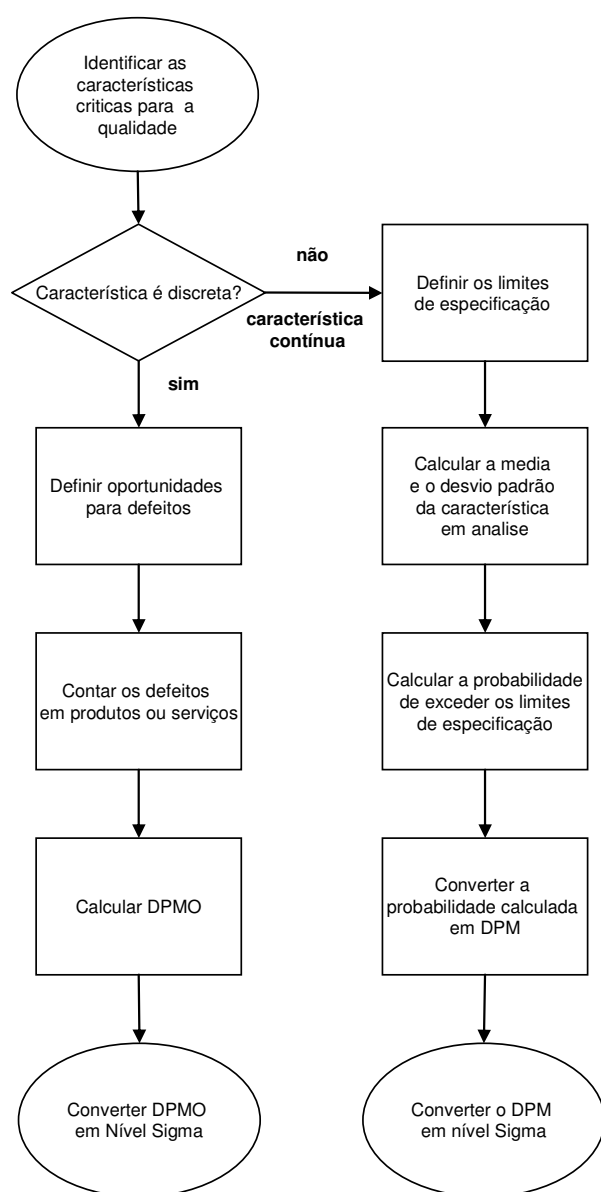 Identificar as
características
criticas para a
qualidade
Característica é discreta?
não
característica
contínua
sim
Definir os limites
de especificação
Definir oportunidades
para defeitos
Calcular a media
e o desvio padrão
da característica
em analise
Contar os defeitos
em produtos ou serviços
Calcular a probabilidade
de exceder os limites
de especificação
Calcular DPMO
Converter a
probabilidade calculada
em DPM
Converter DPMO
em Nível Sigma
Converter o DPM
em nível Sigma